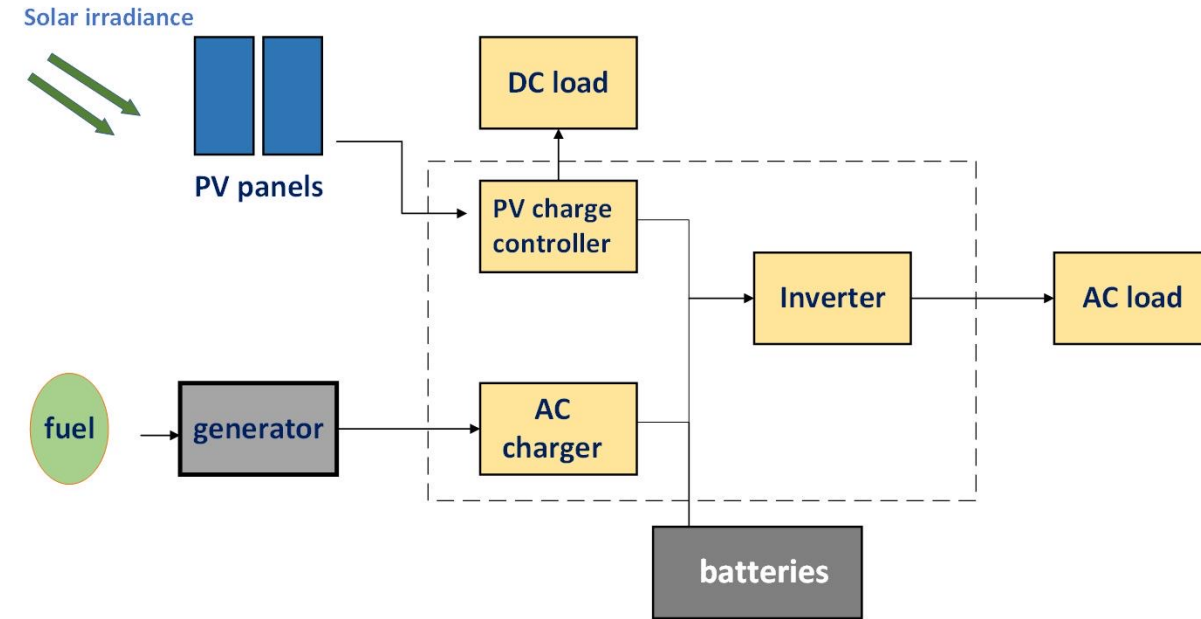 Solar irradiance
PV panels
DC load
PV charge
controller
Inverter
AC load
fuel
generator
AC
charger
batteries